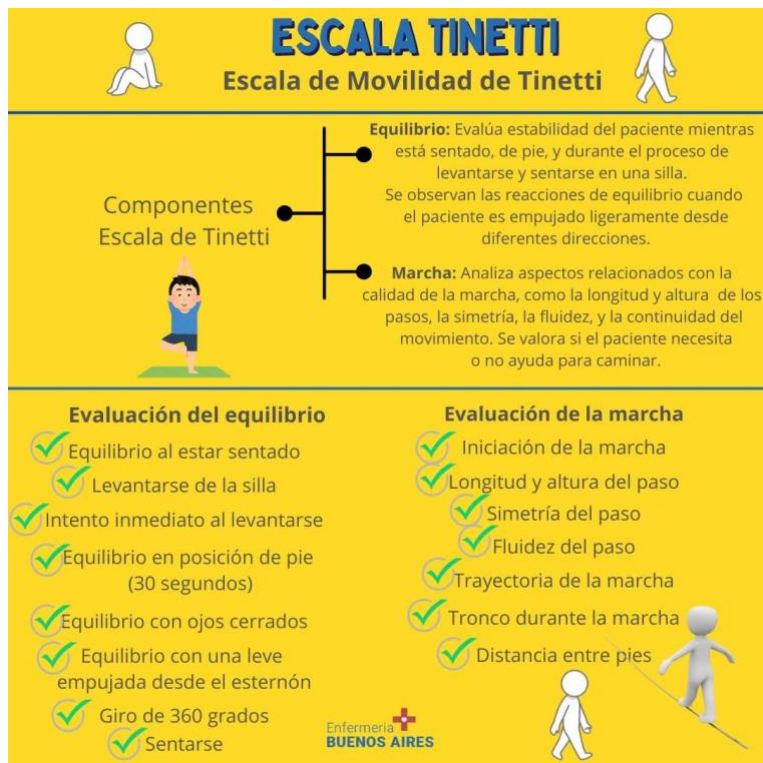 ESCALA TINETTI
Escala de Movilidad de Tinetti
Componentes
Escala de Tinetti
Equilibrio: Evalúa estabilidad del paciente mientras
está sentado, de pie, y durante el proceso de
levantarse y sentarse en una silla.
Se observan las reacciones de equilibrio cuando
el paciente es empujado ligeramente desde
diferentes direcciones.
Marcha: Analiza aspectos relacionados con la
calidad de la marcha, como la longitud y altura de los
pasos, la simetría, la fluidez, y la continuidad del
movimiento. Se valora si el paciente necesita
o no ayuda para caminar.
Evaluación del equilibrio
Equilibrio al estar sentado
Levantarse de la silla
Intento inmediato al levantarse
Equilibrio en posición de pie
(30 segundos)
Equilibrio con ojos cerrados
Equilibrio con una leve
empujada desde el esternón
Giro de 360 grados
Sentarse
Evaluación de la marcha
Iniciación de la marcha
Longitud y altura del paso
Simetría del paso
Fluidez del paso
Trayectoria de la marcha
Tronco durante la marcha
Distancia entre pies
Enfermeria
BUENOS AIRES